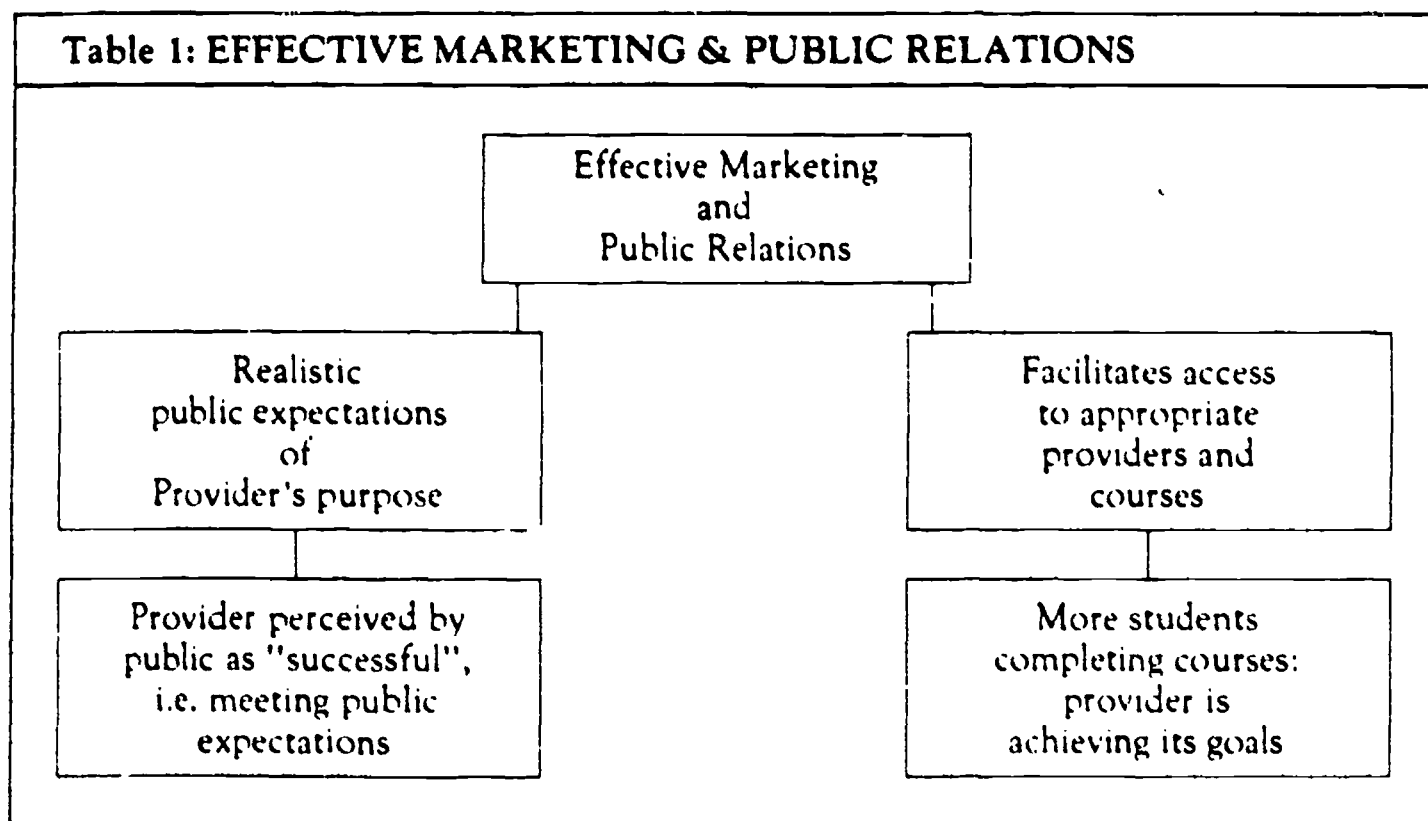 Table 1: EFFECTIVE MARKETING & PUBLIC RELATIONS
Effective Marketing
and
Public Relations
Realistic
public expectations
of
Provider's purpose
Facilitates access
to appropriate
providers and
courses
Provider perceived by
public as "successful",
i.e. meeting public
expectations
More students
completing courses:
provider is
achieving its goals